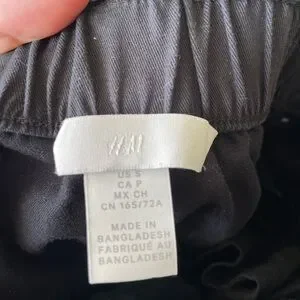 H&M
US S
CA P
MX CH
CN 165/72A
MADE IN
BANGLADESH
FABRIQUÉ AU
BANGLADESH